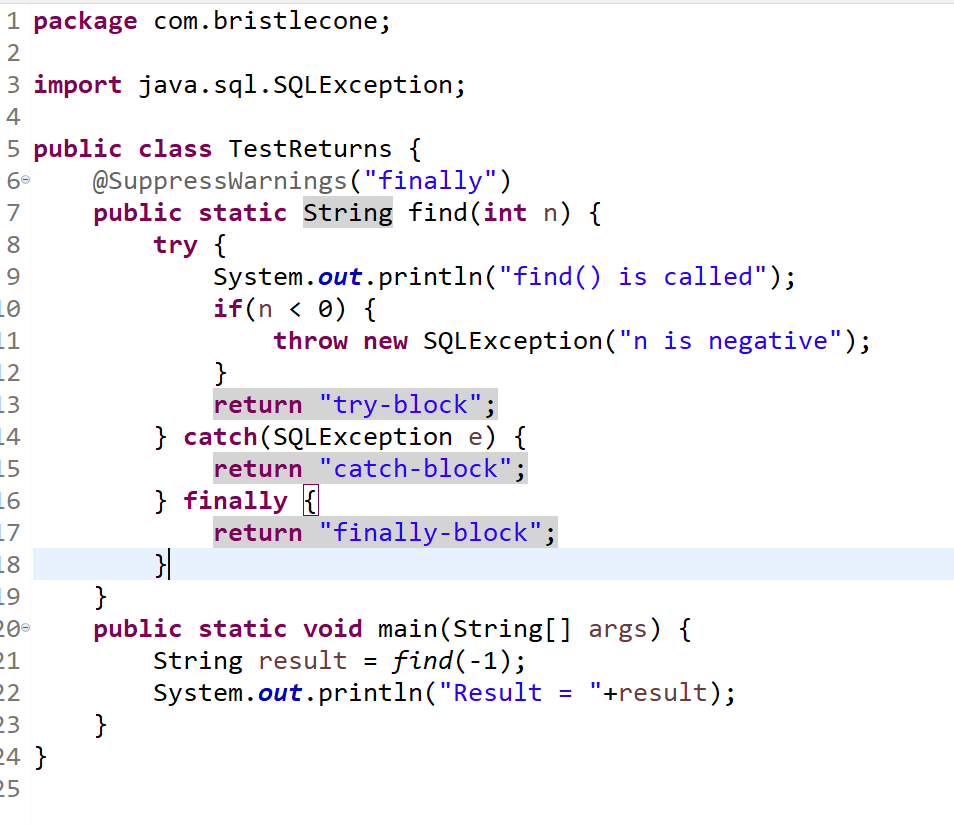 1 package com.bristlecone;
2
3 import java.sql.SQLException;
4
5 public class TestReturns {
6 @SuppressWarnings("finally")
7 public static String find(int n) {
8 try {
9 System.out.println("find() is called");
10 if(n < 0) {
11 throw new SQLException("n is negative");
12 }
13 return "try-block";
14 } catch(SQLException e) {
15 return "catch-block";
16 } finally {
17 return "finally-block";
18 }
19 }
20 public static void main(String[] args) {
21 String result = find(-1);
22 System.out.println("Result = "+result);
23 }
24 }
25